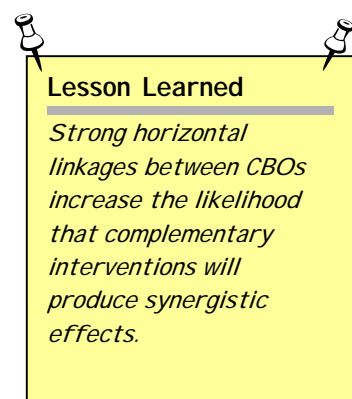 Lesson Learned
Strong horizontal
linkages between CBOs
increase the likelihood
that complementary
interventions will
produce synergistic
effects.